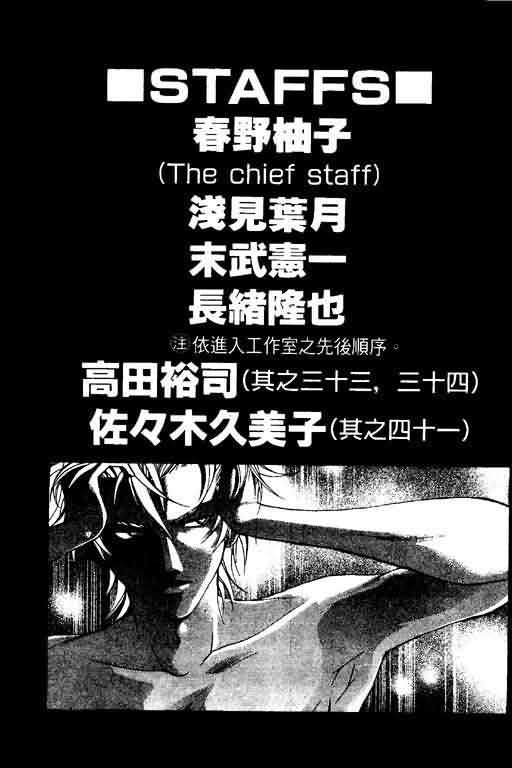 ■STAFFS■
春野柚子
(The chief staff)
淺見葉月
末武憲一
長緒隆也
注 依進入工作室之先後順序。
高田裕司(其之三十三，三十四)
佐々木久美子(其之四十一)